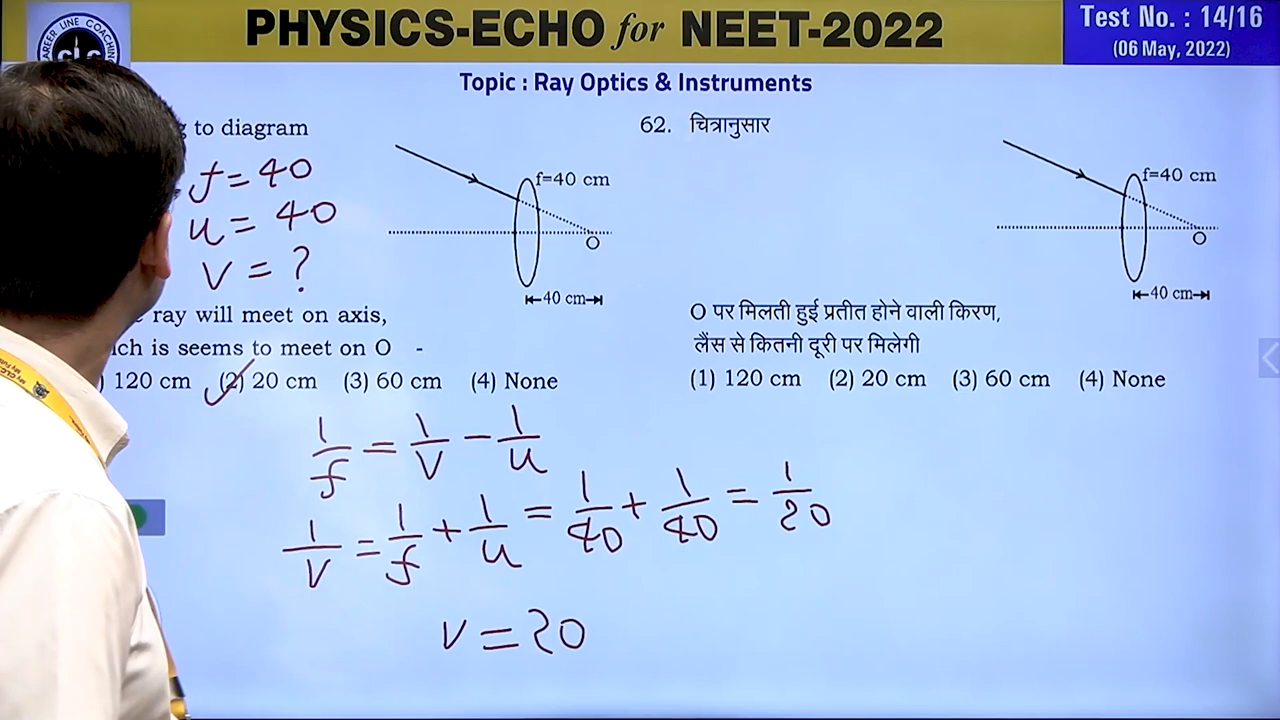 PHYSICS-ECHO for NEET-2022
Test No. : 14/16
(06 May, 2022)
CAREER LINE COACHING
Topic : Ray Optics & Instruments
to diagram
f = 40
u = 40
v = ?
f=40 cm
O
40 cm
ray will meet on axis,
is seems to meet on O -
120 cm (2) 20 cm (3) 60 cm (4) None
62. चित्रानुसार
f=40 cm
O
40 cm
O पर मिलती हुई प्रतीत होने वाली किरण,
लैंस से कितनी दूरी पर मिलेगी
(1) 120 cm (2) 20 cm (3) 60 cm (4) None
1/f = 1/v - 1/u
1/v = 1/f + 1/u = 1/40 + 1/40 = 1/20
v = 20